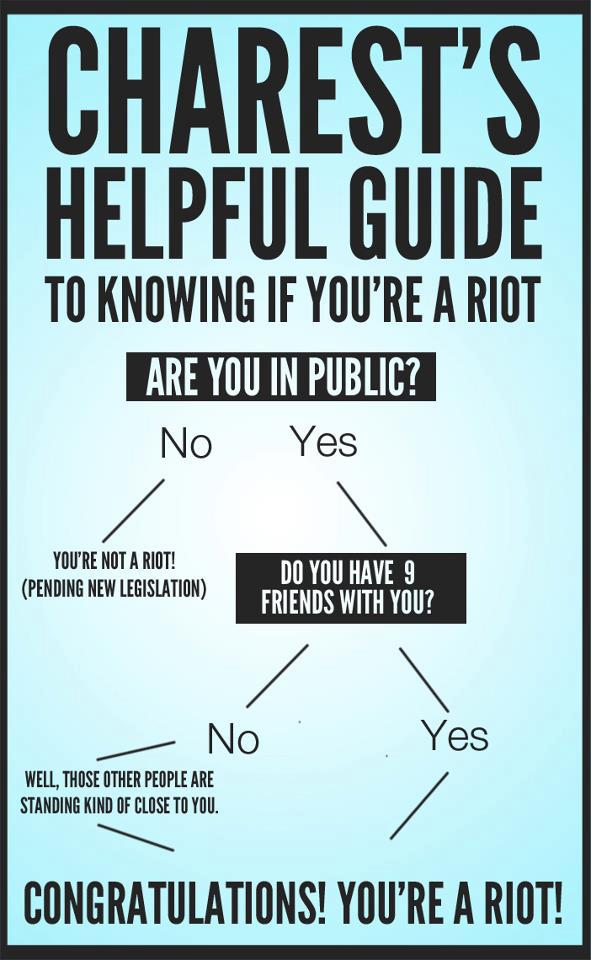 CHAREST'S
HELPFUL GUIDE
TO KNOWING IF YOU'RE A RIOT
ARE YOU IN PUBLIC?
No Yes
YOU'RE NOT A RIOT!
(PENDING NEW LEGISLATION)
DO YOU HAVE 9
FRIENDS WITH YOU?
No Yes
WELL, THOSE OTHER PEOPLE ARE
STANDING KIND OF CLOSE TO YOU.
CONGRATULATIONS! YOU'RE A RIOT!